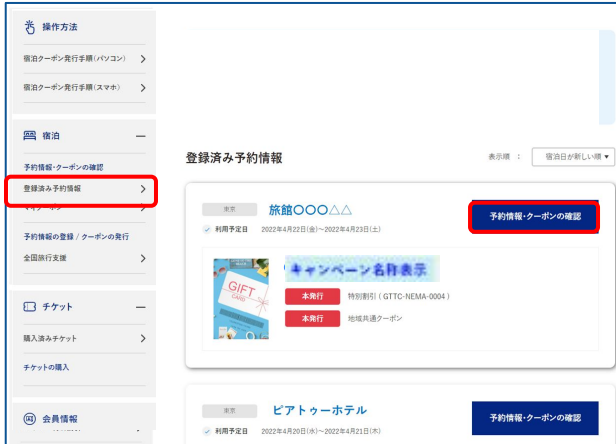 操作方法
宿泊クーポン発行手順(パソコン)
宿泊クーポン発行手順(スマホ)
宿泊
予約情報・クーポンの確認
登録済み予約情報
マイクーポン
予約情報の登録 / クーポンの発行
全国旅行支援
チケット
購入済みチケット
チケットの購入
会員情報
登録済み予約情報
表示順 : 宿泊日が新しい順▼
東京 旅館〇〇〇△△
予約情報・クーポンの確認
利用予定日 2022年4月22日(金)~2022年4月23日(土)
GIFT
CARD
キャンペーン名称表示
本発行 特別割引 ( GTTC-NEMA-0004 )
本発行 地域共通クーポン
東京 ピアトゥーホテル
予約情報・クーポンの確認
利用予定日 2022年4月20日(水)~2022年4月21日(木)